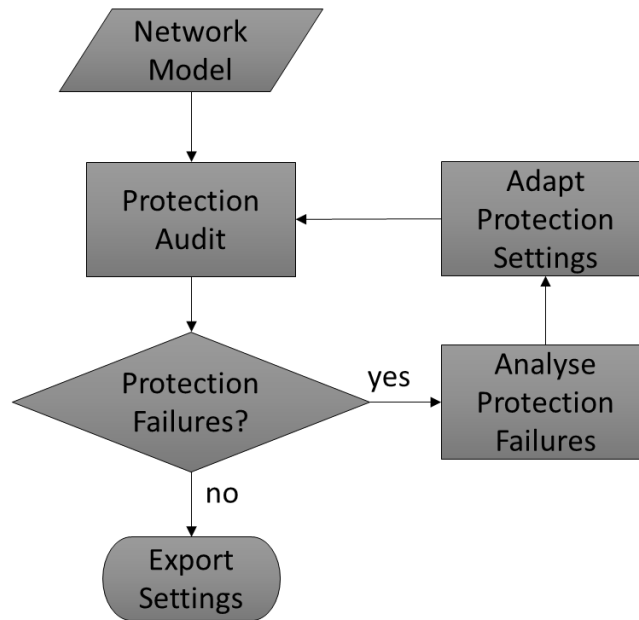 Network
Model
Protection
Audit
Adapt
Protection
Settings
Protection
Failures?
yes
Analyse
Protection
Failures
no
Export
Settings